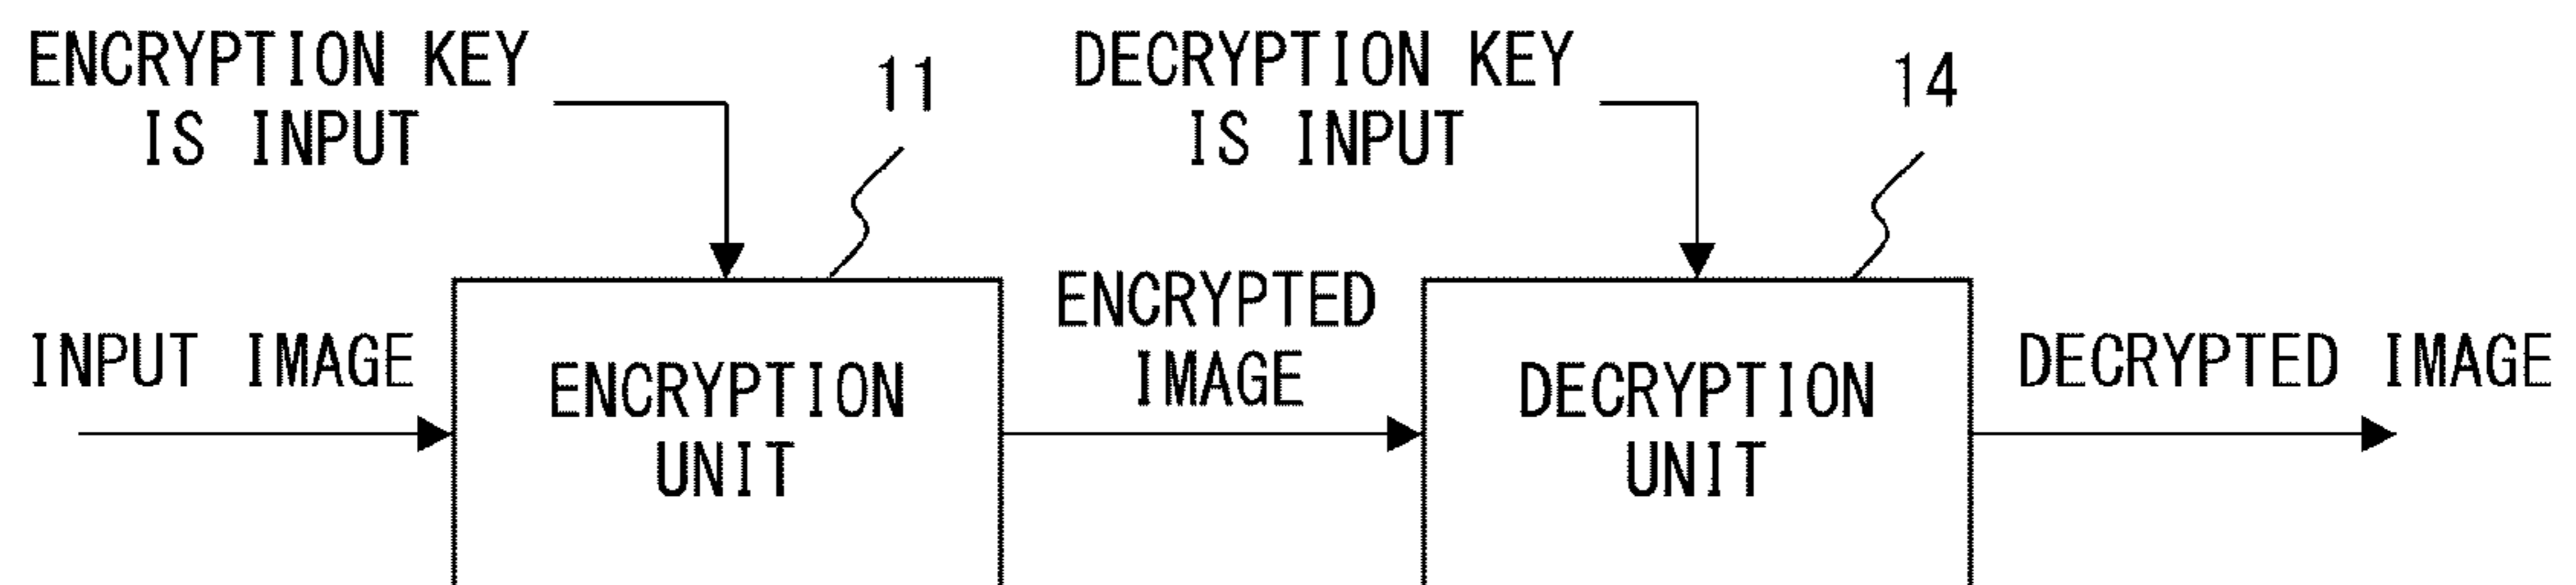 ENCRYPTION KEY
IS INPUT
11
DECRYPTION KEY
IS INPUT
14
INPUT IMAGE
ENCRYPTION
UNIT
ENCRYPTED
IMAGE
DECRYPTION
UNIT
DECRYPTED IMAGE